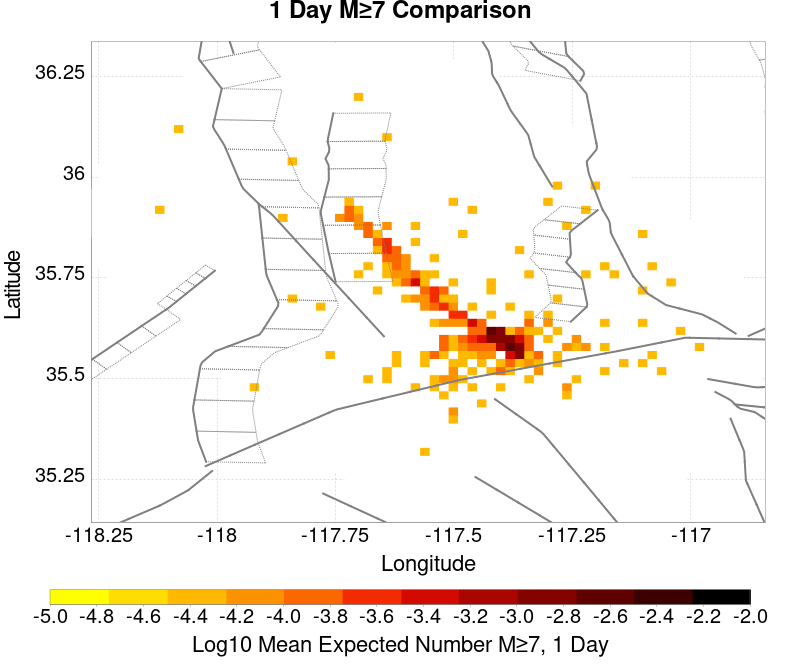 1 Day M≥7 Comparison
36.25
36
35.75
35.5
35.25
Latitude
-118.25 -118 -117.75 -117.5 -117.25 -117
Longitude
-5.0 -4.8 -4.6 -4.4 -4.2 -4.0 -3.8 -3.6 -3.4 -3.2 -3.0 -2.8 -2.6 -2.4 -2.2 -2.0
Log10 Mean Expected Number M≥7, 1 Day